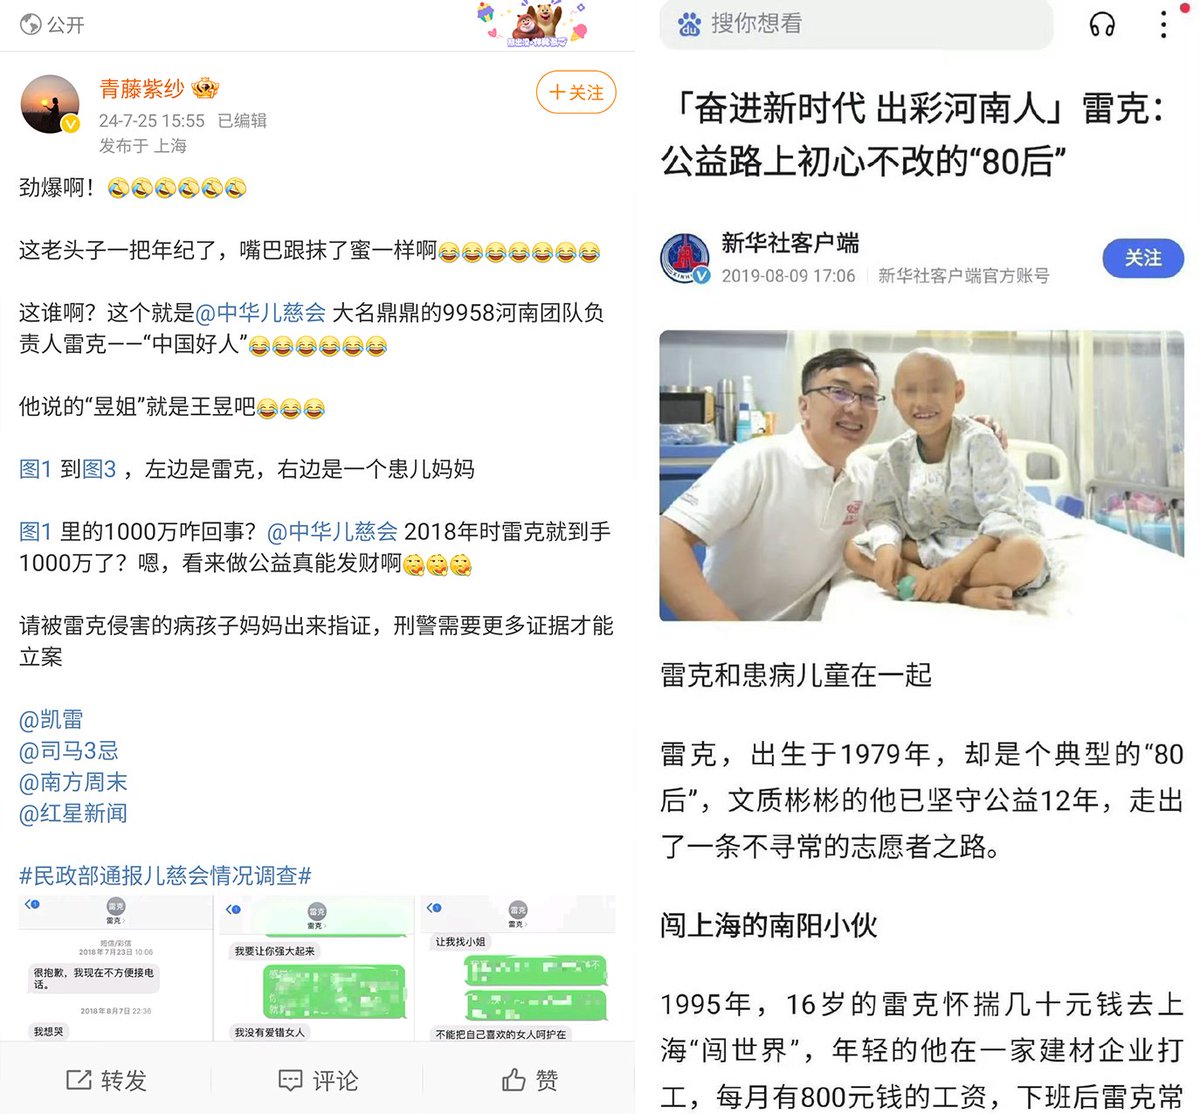 公开
青藤紫纱
+关注
24-7-25 15:55 已编辑
发布于 上海
劲爆啊!
这老头子一把年纪了，嘴巴跟抹了蜜一样啊
这谁啊？这个就是@中华儿慈会 大名鼎鼎的9958河南团队负
责人雷克——“中国好人”
他说的“昱姐”就是王昱吧
图1 到图3 ，左边是雷克，右边是一个患儿妈妈
图1 里的1000万咋回事？@中华儿慈会 2018年时雷克就到手
1000万了？嗯，看来做公益真能发财啊
请被雷克侵害的病孩子妈妈出来指证，刑警需要更多证据才能
立案
@凯雷
@司马3忌
@南方周末
@红星新闻
#民政部通报儿慈会情况调查#
1
雷克
雷克
短信/彩信
2018年7月23日 10:06
很抱歉，我现在不方便接电
话。
2018年8月7日 22:36
我想哭
1
雷克
雷克
我要让你强大起来
我没有爱错女人
1
雷克
雷克
让我找小姐
不能把自己喜欢的女人呵护在
转发
评论
赞
du 搜你想看
「奋进新时代 出彩河南人」雷克：
公益路上初心不改的“80后”
新华社客户端
2019-08-09 17:06 新华社客户端官方账号
关注
雷克和患病儿童在一起
雷克，出生于1979年，却是个典型的“80
后”，文质彬彬的他已坚守公益12年，走出
了一条不寻常的志愿者之路。
闯上海的南阳小伙
1995年，16岁的雷克怀揣几十元钱去上
海“闯世界”，年轻的他在一家建材企业打
工，每月有800元钱的工资，下班后雷克常